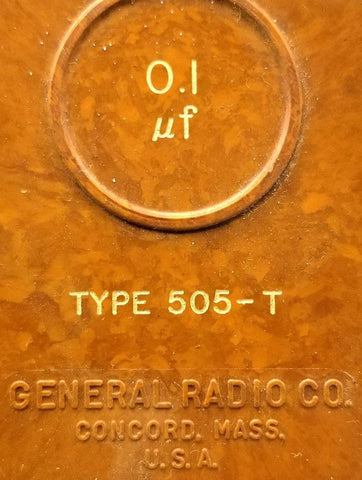 0.1
µf
TYPE 505-T
GENERAL RADIO CO.
CONCORD, MASS.
U.S.A.